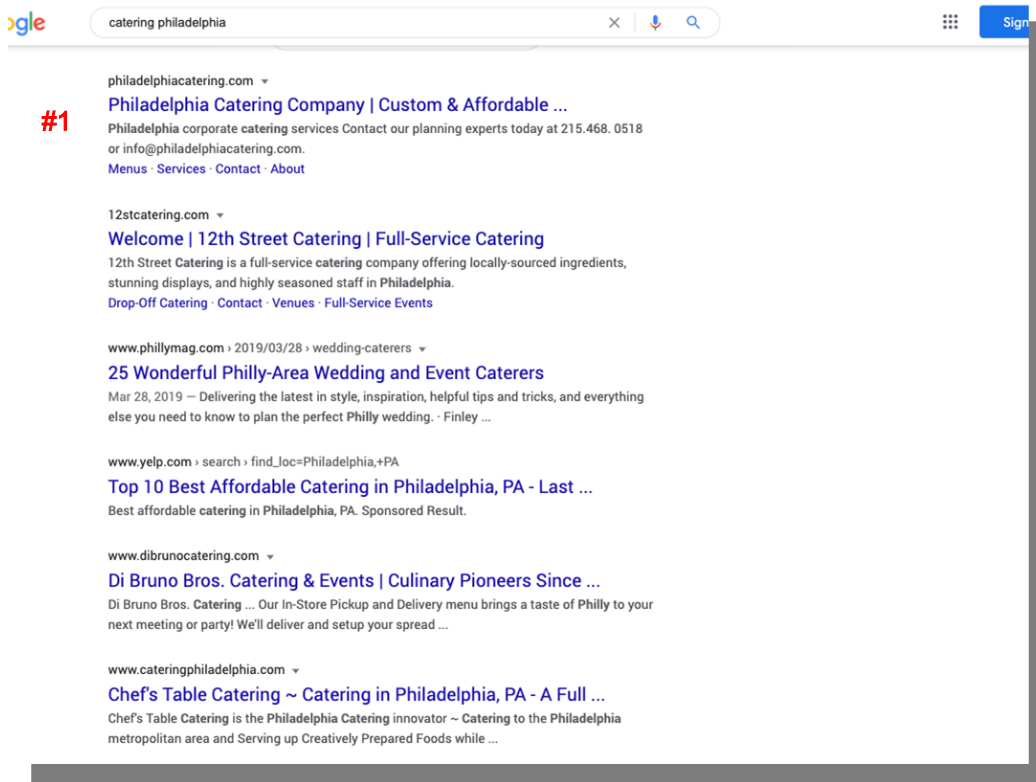 ogle
catering philadelphia
Sign
philadelphiacatering.com
#1
Philadelphia Catering Company | Custom & Affordable ...
Philadelphia corporate catering services Contact our planning experts today at 215.468. 0518
or info@philadelphiacatering.com.
Menus · Services · Contact · About
12stcatering.com
Welcome | 12th Street Catering | Full-Service Catering
12th Street Catering is a full-service catering company offering locally-sourced ingredients,
stunning displays, and highly seasoned staff in Philadelphia.
Drop-Off Catering · Contact · Venues · Full-Service Events
www.phillymag.com › 2019/03/28 › wedding-caterers
25 Wonderful Philly-Area Wedding and Event Caterers
Mar 28, 2019 — Delivering the latest in style, inspiration, helpful tips and tricks, and everything
else you need to know to plan the perfect Philly wedding. · Finley ...
www.yelp.com › search › find_loc=Philadelphia,+PA
Top 10 Best Affordable Catering in Philadelphia, PA - Last ...
Best affordable catering in Philadelphia, PA. Sponsored Result.
www.dibrunocatering.com
Di Bruno Bros. Catering & Events | Culinary Pioneers Since ...
Di Bruno Bros. Catering ... Our In-Store Pickup and Delivery menu brings a taste of Philly to your
next meeting or party! We'll deliver and setup your spread ...
www.cateringphiladelphia.com
Chef's Table Catering ~ Catering in Philadelphia, PA - A Full ...
Chef's Table Catering is the Philadelphia Catering innovator ~ Catering to the Philadelphia
metropolitan area and Serving up Creatively Prepared Foods while ...